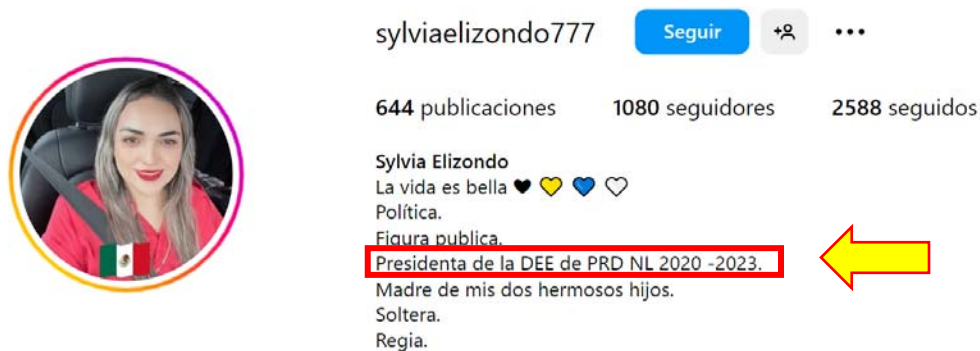 sylviaelizondo777 Seguir
644 publicaciones 1080 seguidores 2588 seguidos
Sylvia Elizondo
La vida es bella 🖤 💛 💙 🤍
Política.
Figura publica.
Presidenta de la DEE de PRD NL 2020 -2023.
Madre de mis dos hermosos hijos.
Soltera.
Regia.